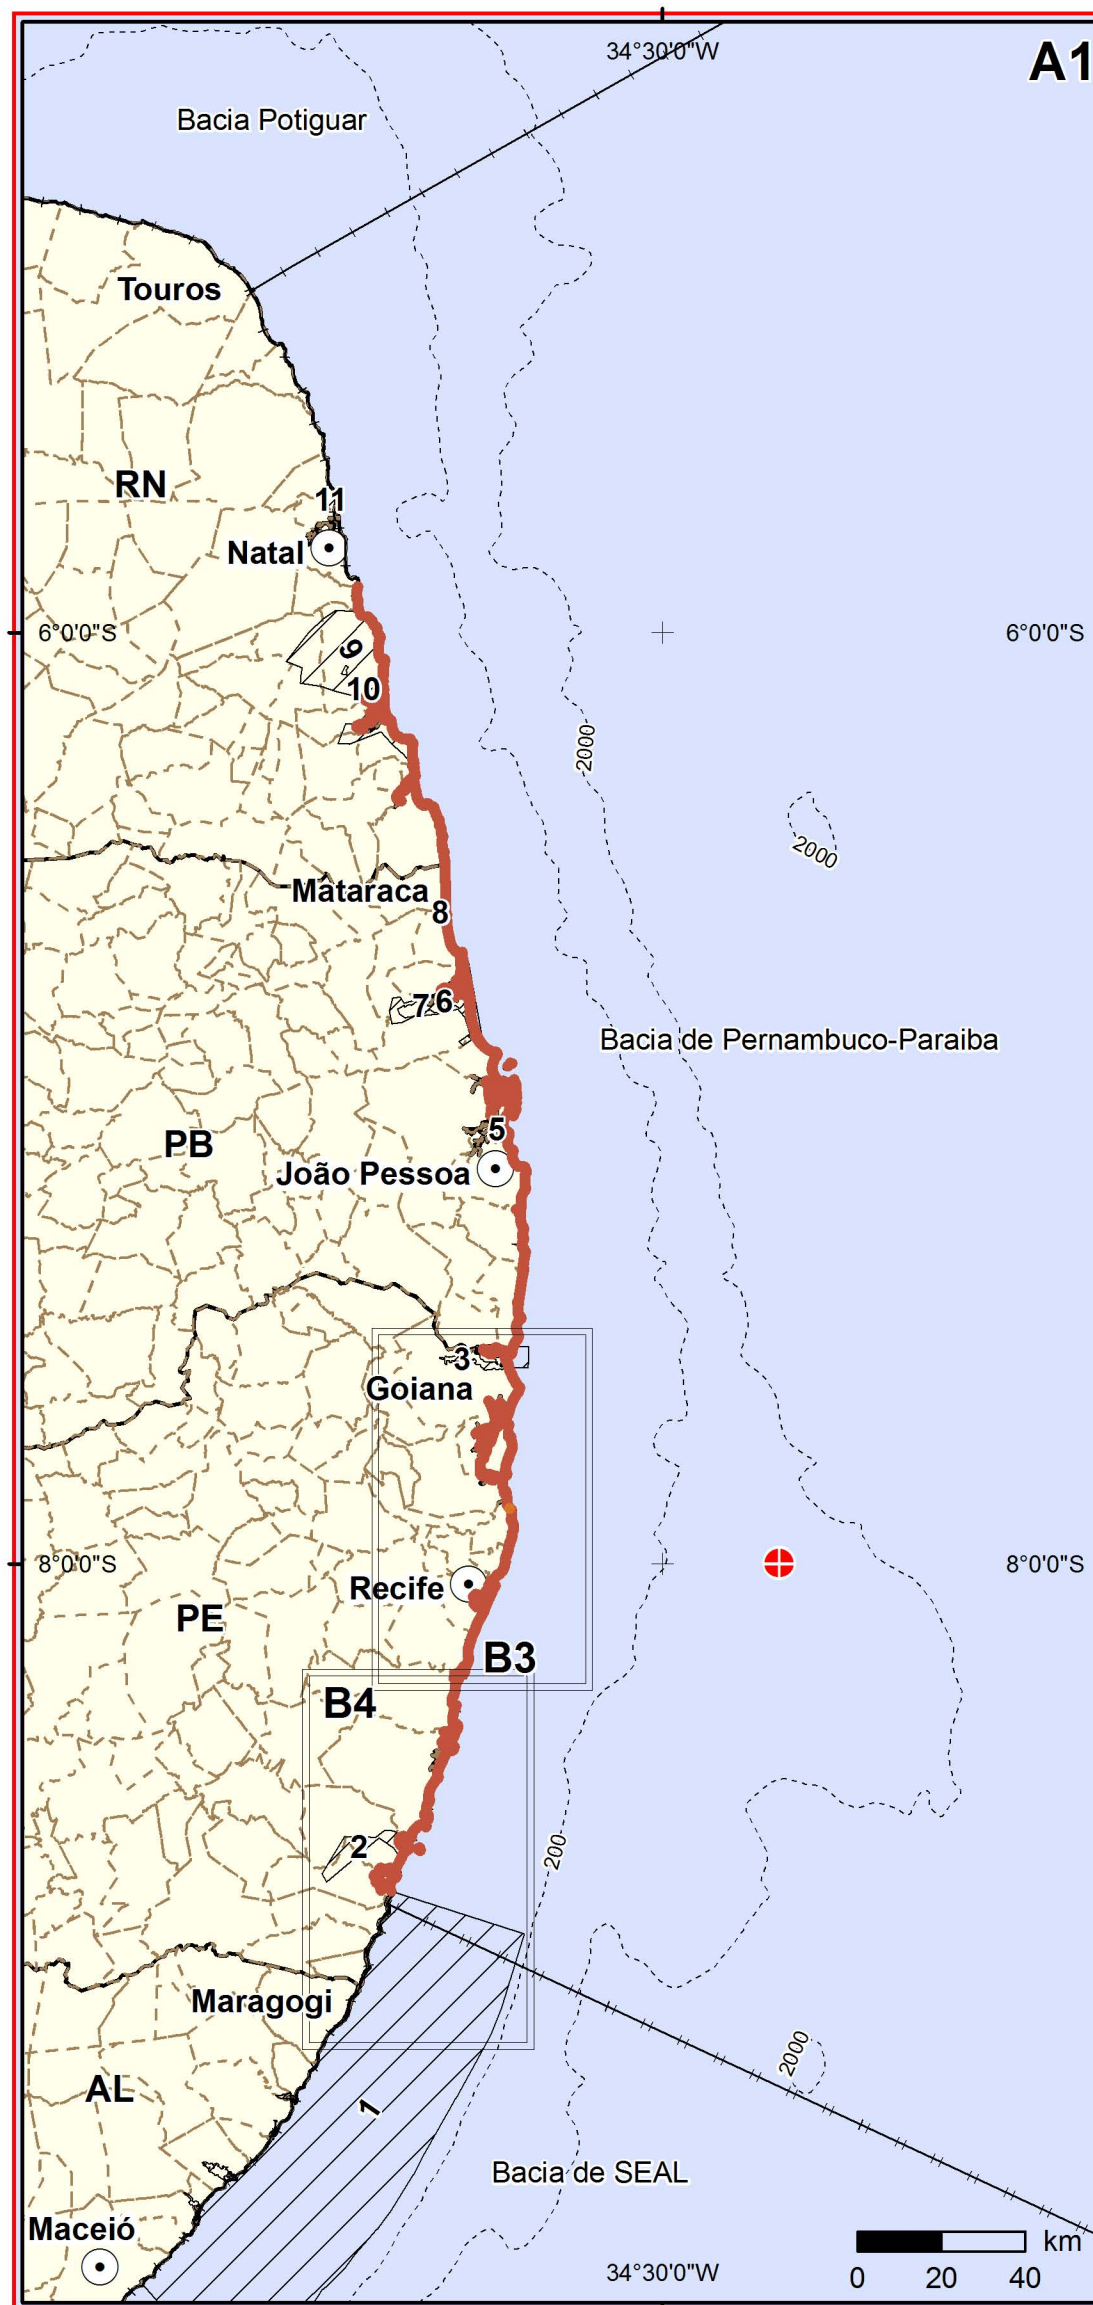 34°30'0"W
A1
Bacia Potiguar
Touros
RN
11
Natal
6°0'0"S
6°0'0"S
9
10
2000
2000
Mataraca
8
7
6
Bacia de Pernambuco-Paraiba
5
PB
João Pessoa
3
Goiana
8°0'0"S
8°0'0"S
Recife
PE
B3
B4
2
200
Maragogi
2000
AL
1
Bacia de SEAL
Maceió
km
34°30'0"W
0 20 40